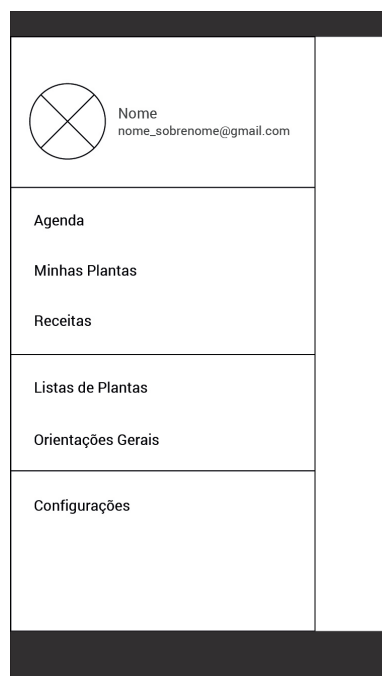 Nome
nome_sobrenome@gmail.com
Agenda
Minhas Plantas
Receitas
Listas de Plantas
Orientações Gerais
Configurações